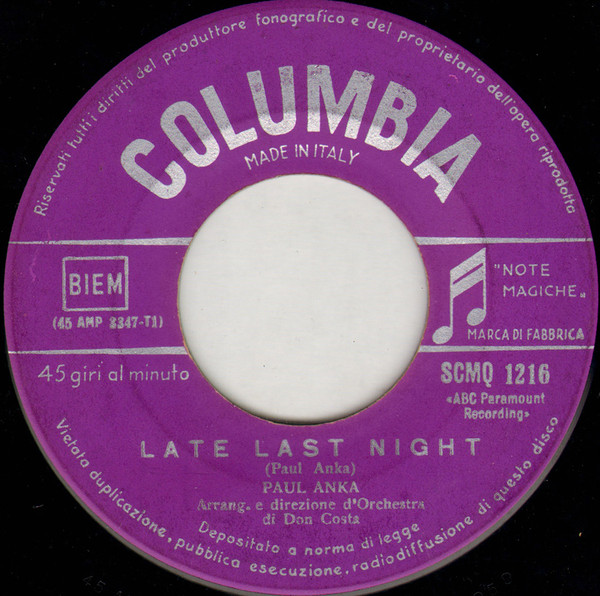 Riservati tutti i diritti del produttore fonografico e del proprietario dell'opera riprodotta
COLUMBIA
MADE IN ITALY
BIEM
(45 AMP 3347-T1)
"NOTE
MAGICHE"
MARCA DI FABBRICA
45 giri al minuto
SCMQ 1216
«ABC Paramount
Recording»
LATE LAST NIGHT
(Paul Anka)
PAUL ANKA
Arrang. e direzione d'Orchestra
di Don Costa
Depositato a norma di legge
Vietata duplicazione, pubblica esecuzione, radiodiffusione di questo disco